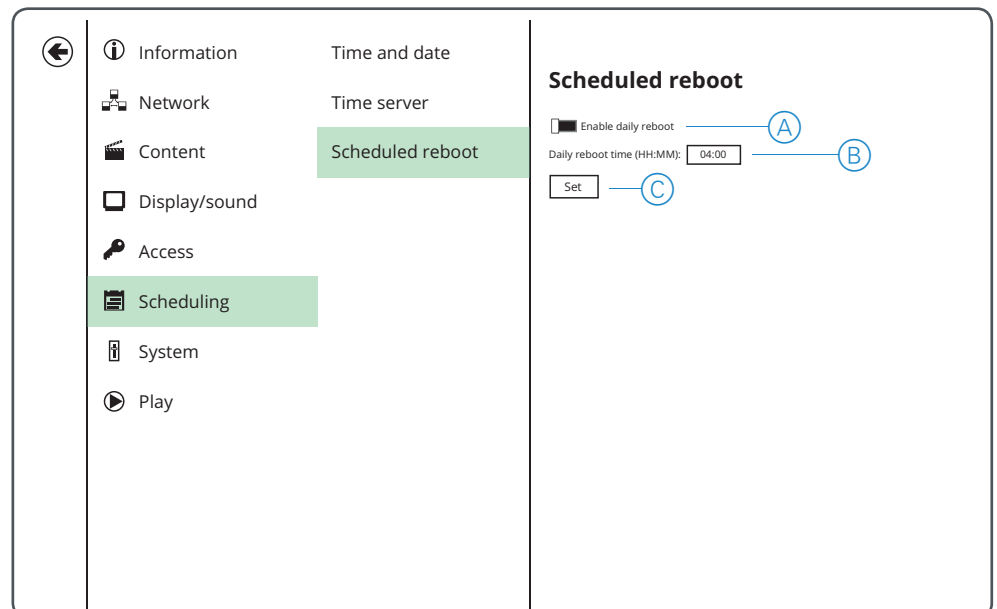 Information
Network
Content
Display/sound
Access
Scheduling
System
Play
Time and date
Time server
Scheduled reboot
Scheduled reboot
Enable daily reboot
A
Daily reboot time (HH:MM): 04:00
B
Set
C